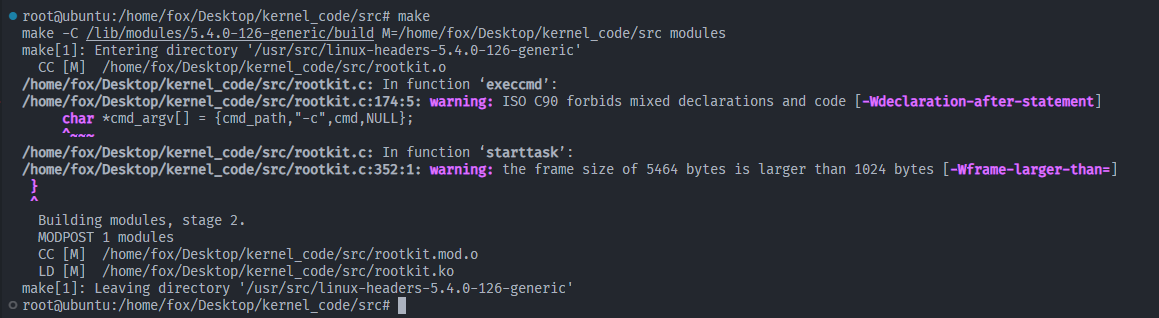 root@ubuntu:/home/fox/Desktop/kernel_code/src# make
make -C /lib/modules/5.4.0-126-generic/build M=/home/fox/Desktop/kernel_code/src modules
make[1]: Entering directory '/usr/src/linux-headers-5.4.0-126-generic'
  CC [M]  /home/fox/Desktop/kernel_code/src/rootkit.o
/home/fox/Desktop/kernel_code/src/rootkit.c: In function ‘execcmd’:
/home/fox/Desktop/kernel_code/src/rootkit.c:174:5: warning: ISO C90 forbids mixed declarations and code [-Wdeclaration-after-statement]
     char *cmd_argv[] = {cmd_path,"-c",cmd,NULL};
     ^~~~
/home/fox/Desktop/kernel_code/src/rootkit.c: In function ‘starttask’:
/home/fox/Desktop/kernel_code/src/rootkit.c:352:1: warning: the frame size of 5464 bytes is larger than 1024 bytes [-Wframe-larger-than=]
 }
 ^
  Building modules, stage 2.
  MODPOST 1 modules
  CC [M]  /home/fox/Desktop/kernel_code/src/rootkit.mod.o
  LD [M]  /home/fox/Desktop/kernel_code/src/rootkit.ko
make[1]: Leaving directory '/usr/src/linux-headers-5.4.0-126-generic'
root@ubuntu:/home/fox/Desktop/kernel_code/src#